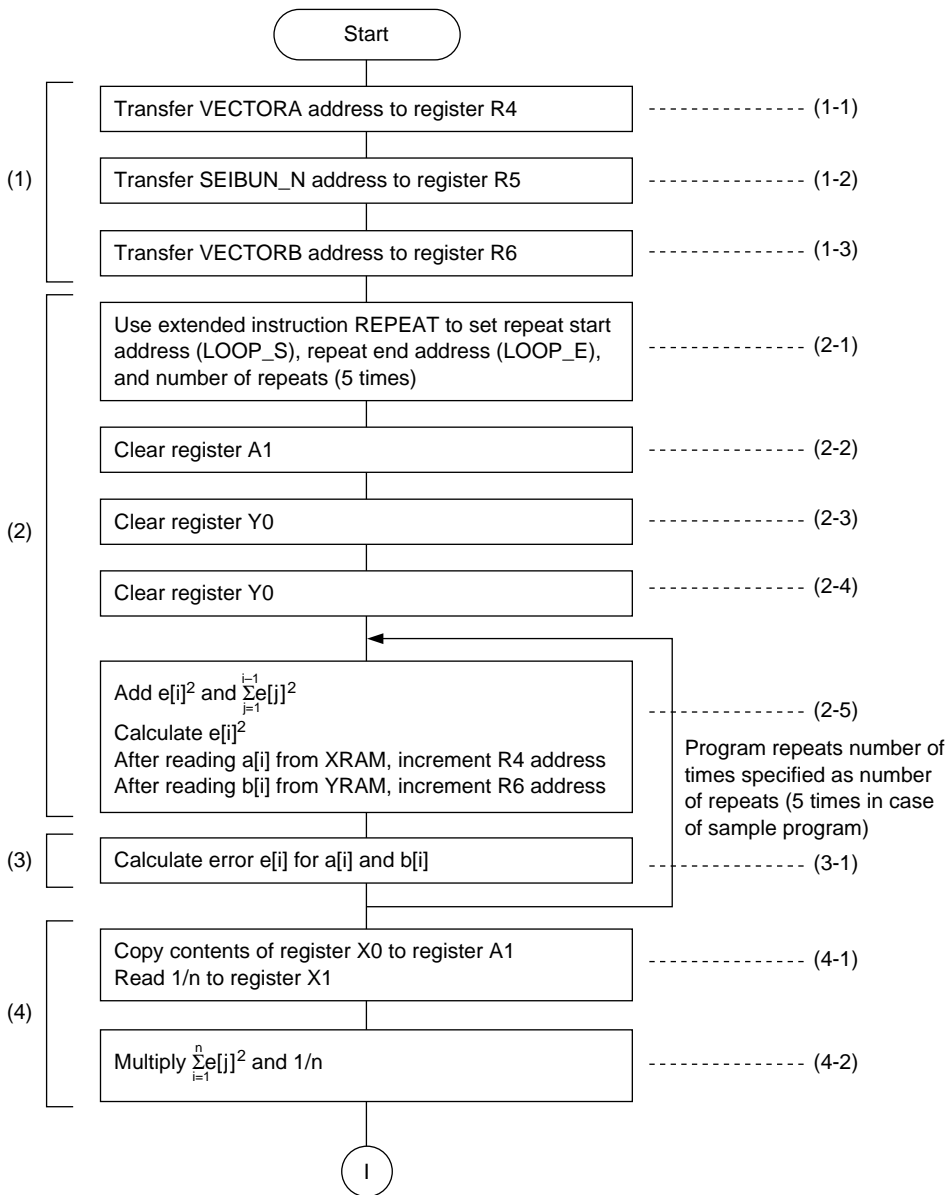 Start
Transfer VECTORA address to register R4
(1-1)
(1)
Transfer SEIBUN_N address to register R5
(1-2)
Transfer VECTORB address to register R6
(1-3)
Use extended instruction REPEAT to set repeat start
address (LOOP_S), repeat end address (LOOP_E),
and number of repeats (5 times)
(2-1)
Clear register A1
(2-2)
(2)
Clear register Y0
(2-3)
Clear register Y0
(2-4)
Add e[i]² and i–1 Σ j=1 e[j]²
Calculate e[i]²
After reading a[i] from XRAM, increment R4 address
After reading b[i] from YRAM, increment R6 address
(2-5)
Program repeats number of
times specified as number
of repeats (5 times in case
of sample program)
(3)
Calculate error e[i] for a[i] and b[i]
(3-1)
Copy contents of register X0 to register A1
Read 1/n to register X1
(4-1)
(4)
Multiply n Σ i=1 e[j]² and 1/n
(4-2)
I